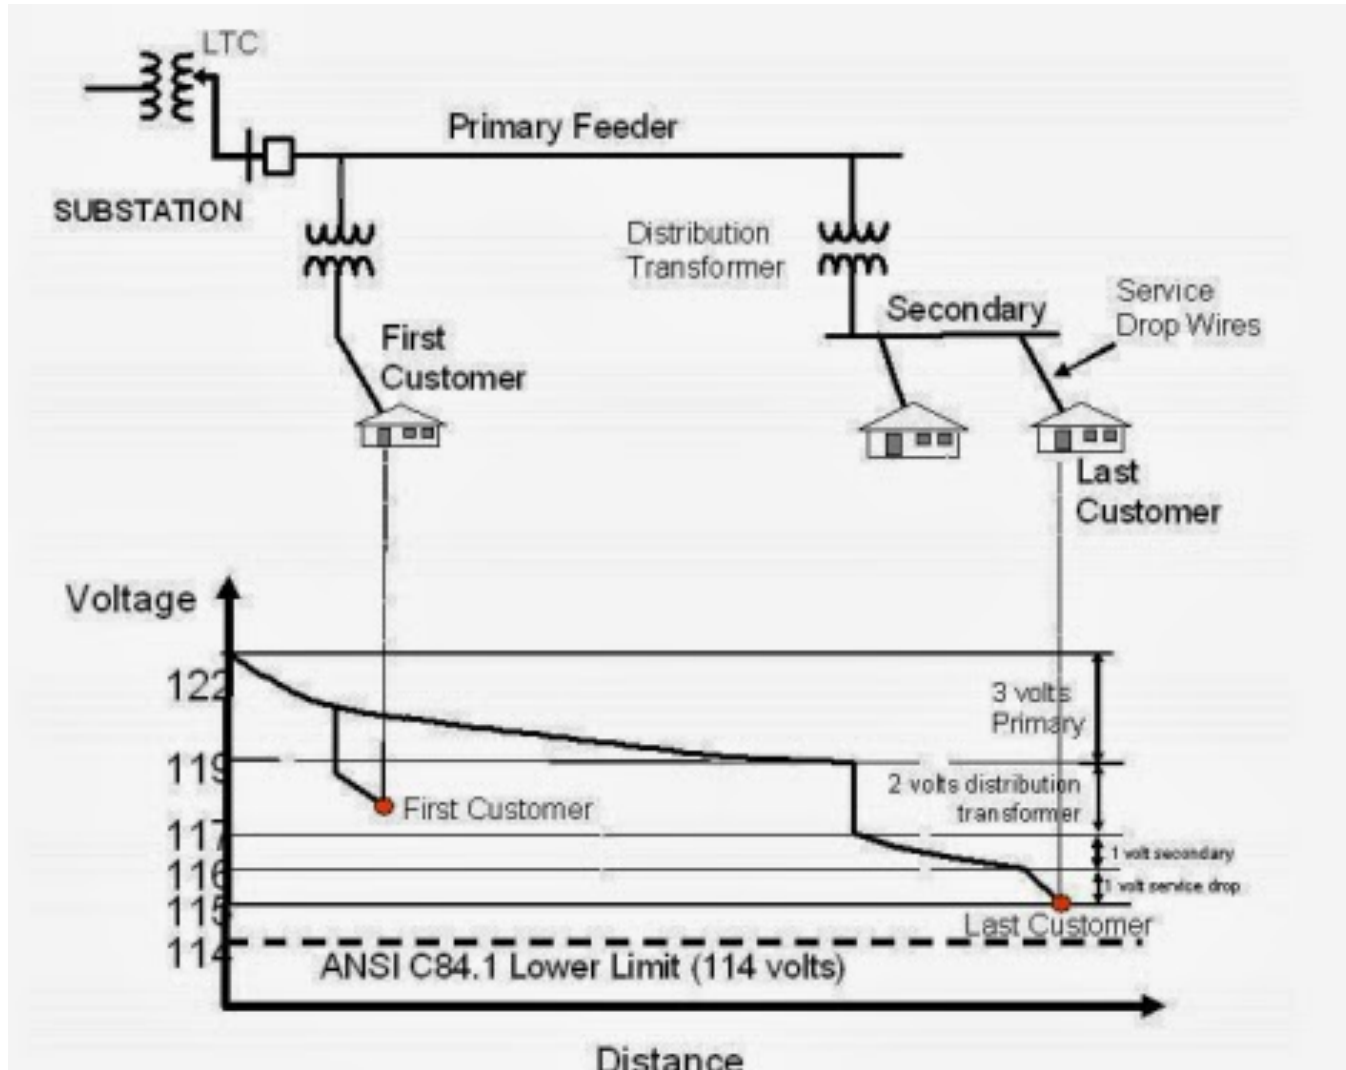 LTC
Primary Feeder
SUBSTATION
Distribution
Transformer
Secondary
Service
Drop Wires
First
Customer
Last
Customer
Voltage
122
3 volts
Primary
119
2 volts distribution
transformer
First Customer
117
1 volt secondary
116
1 volt service drop
115
Last Customer
114
ANSI C84.1 Lower Limit (114 volts)
Distance